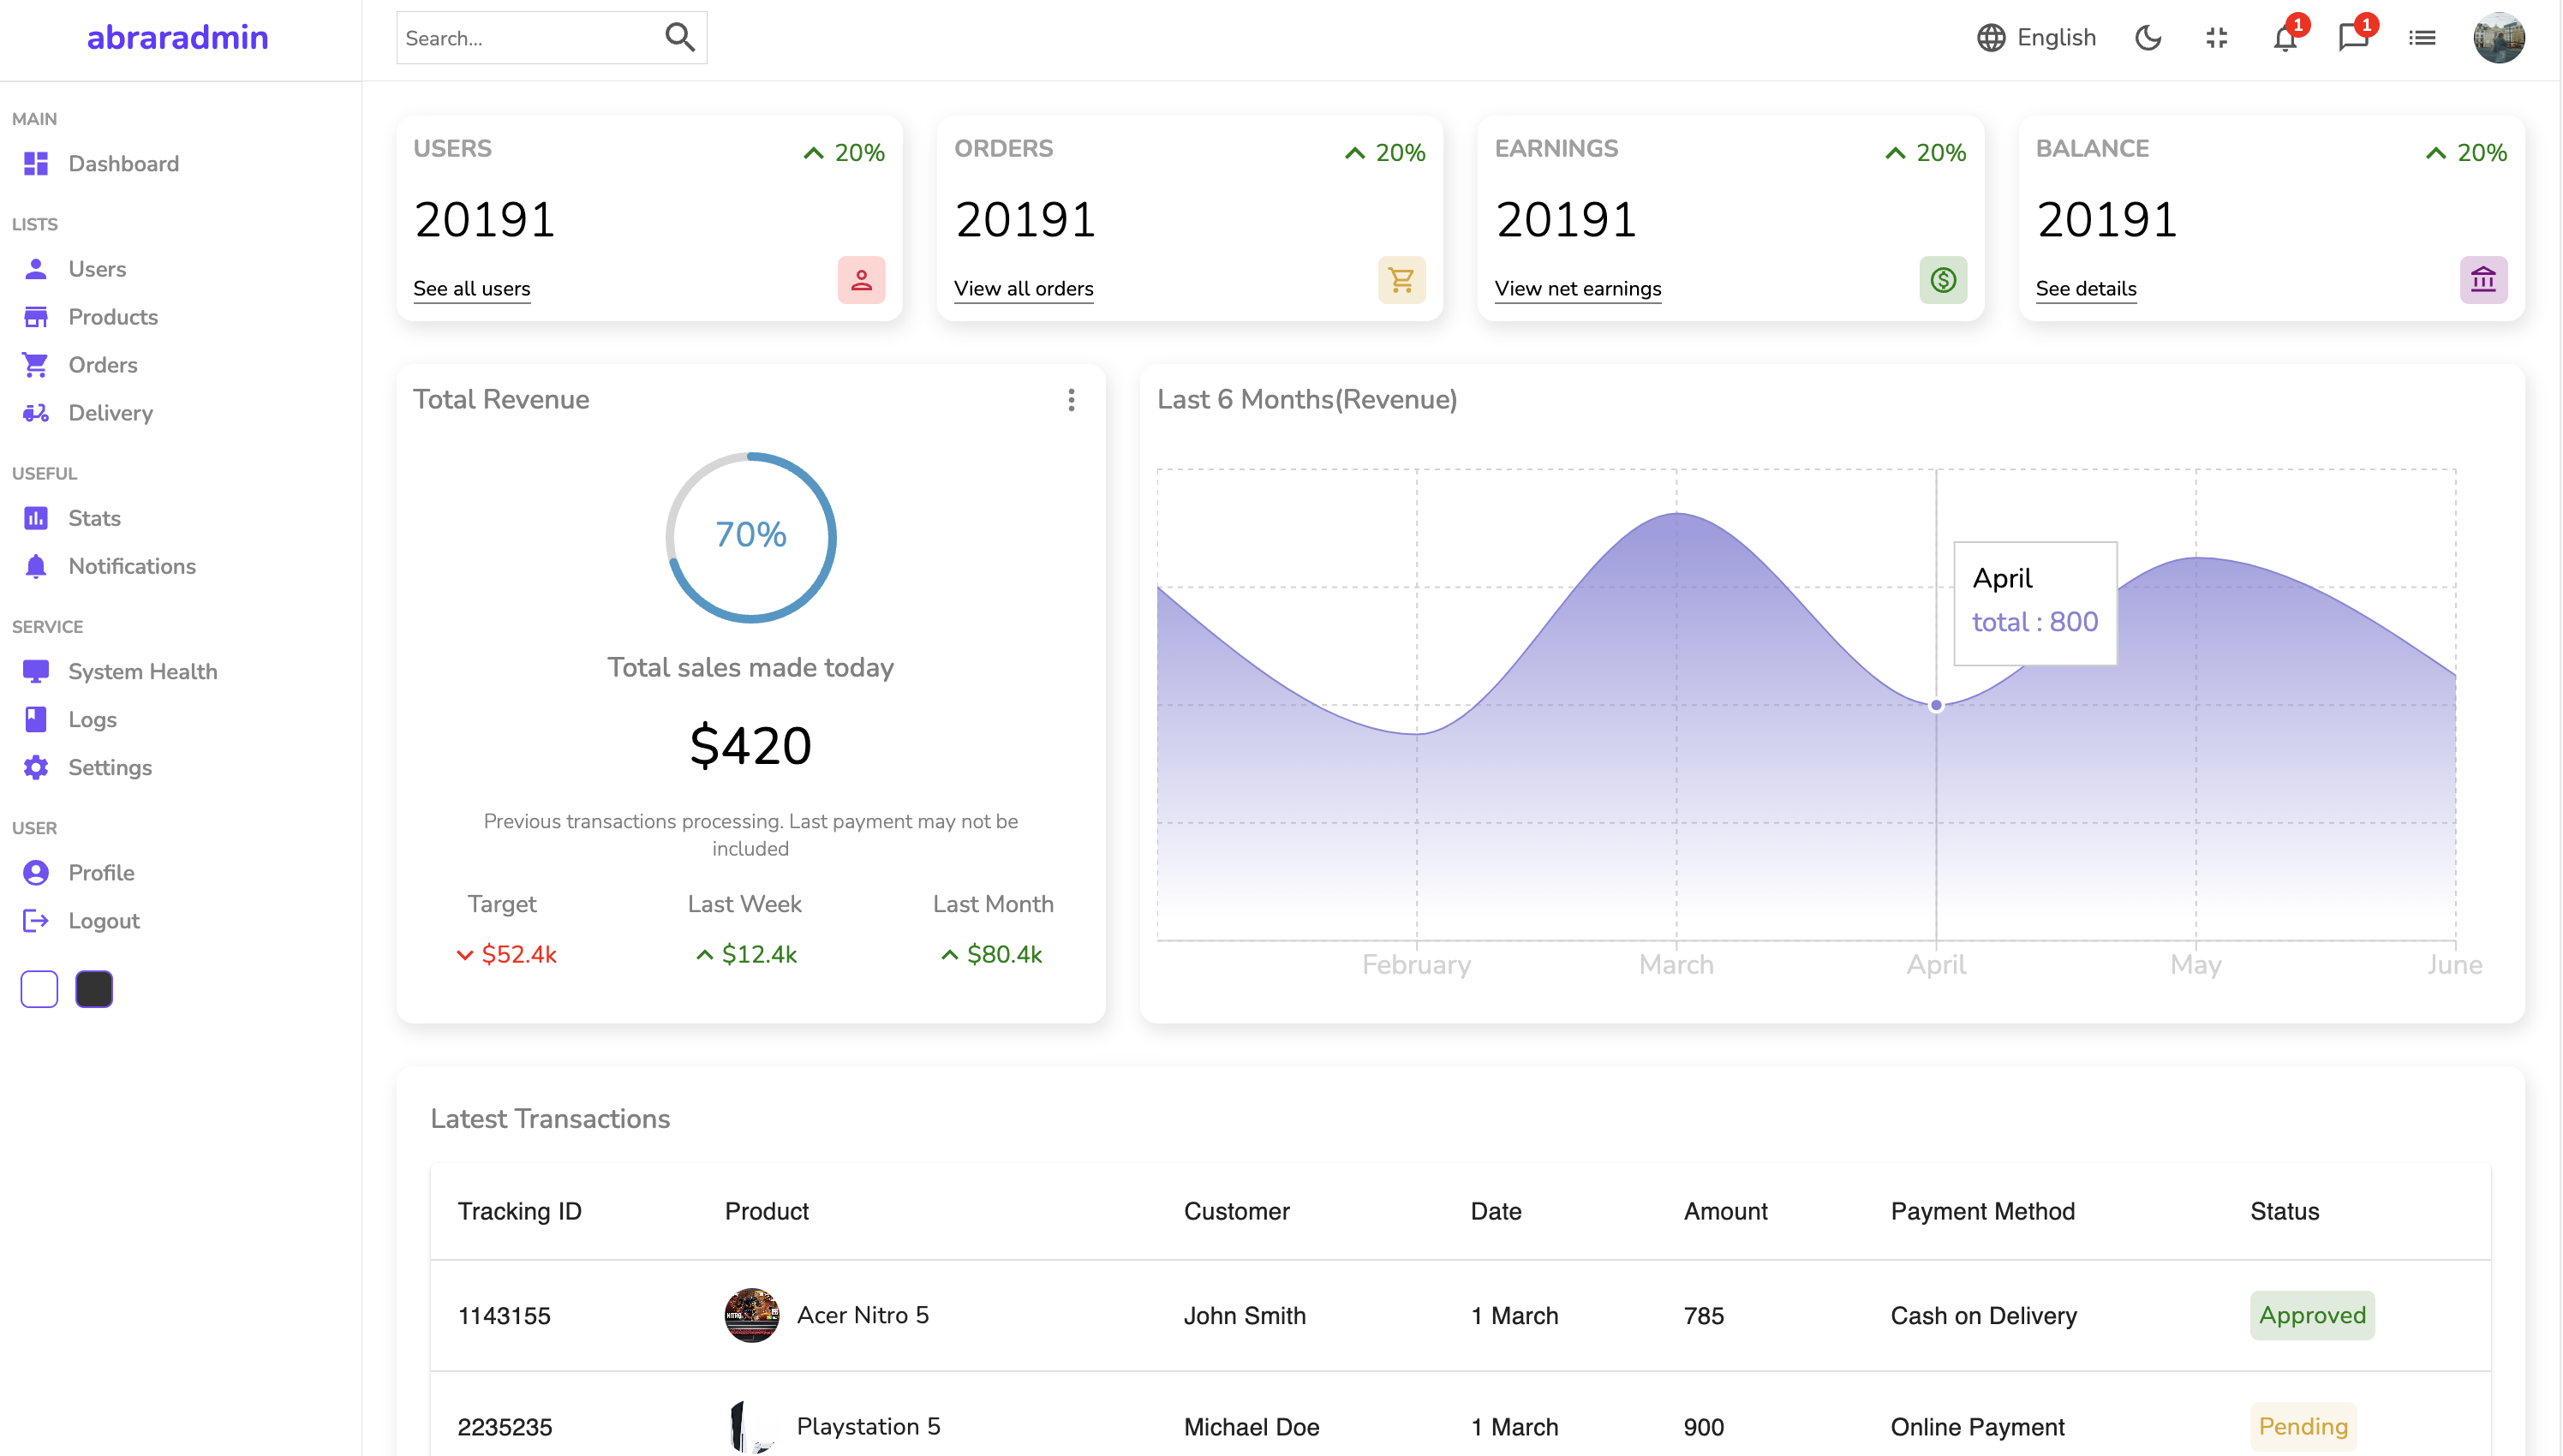 abraradmin
Search...
English
1
1
MAIN
Dashboard
LISTS
Users
Products
Orders
Delivery
USEFUL
Stats
Notifications
SERVICE
System Health
Logs
Settings
USER
Profile
Logout
USERS
20%
20191
See all users
ORDERS
20%
20191
View all orders
EARNINGS
20%
20191
View net earnings
BALANCE
20%
20191
See details
Total Revenue
70%
Total sales made today
$420
Previous transactions processing. Last payment may not be
included
Target Last Week Last Month
$52.4k $12.4k $80.4k
Last 6 Months(Revenue)
April
total : 800
February March April May June
Latest Transactions
Tracking ID Product Customer Date Amount Payment Method Status
1143155 Acer Nitro 5 John Smith 1 March 785 Cash on Delivery Approved
2235235 Playstation 5 Michael Doe 1 March 900 Online Payment Pending